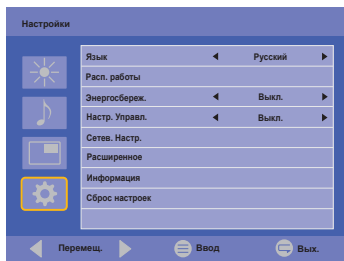 Настройки
Язык Русский
Расп. работы
Энергосбереж. Выкл.
Настр. Управл. Выкл.
Сетев. Настр.
Расширенное
Информация
Сброс настроек
Перемещ. Ввод Вых.